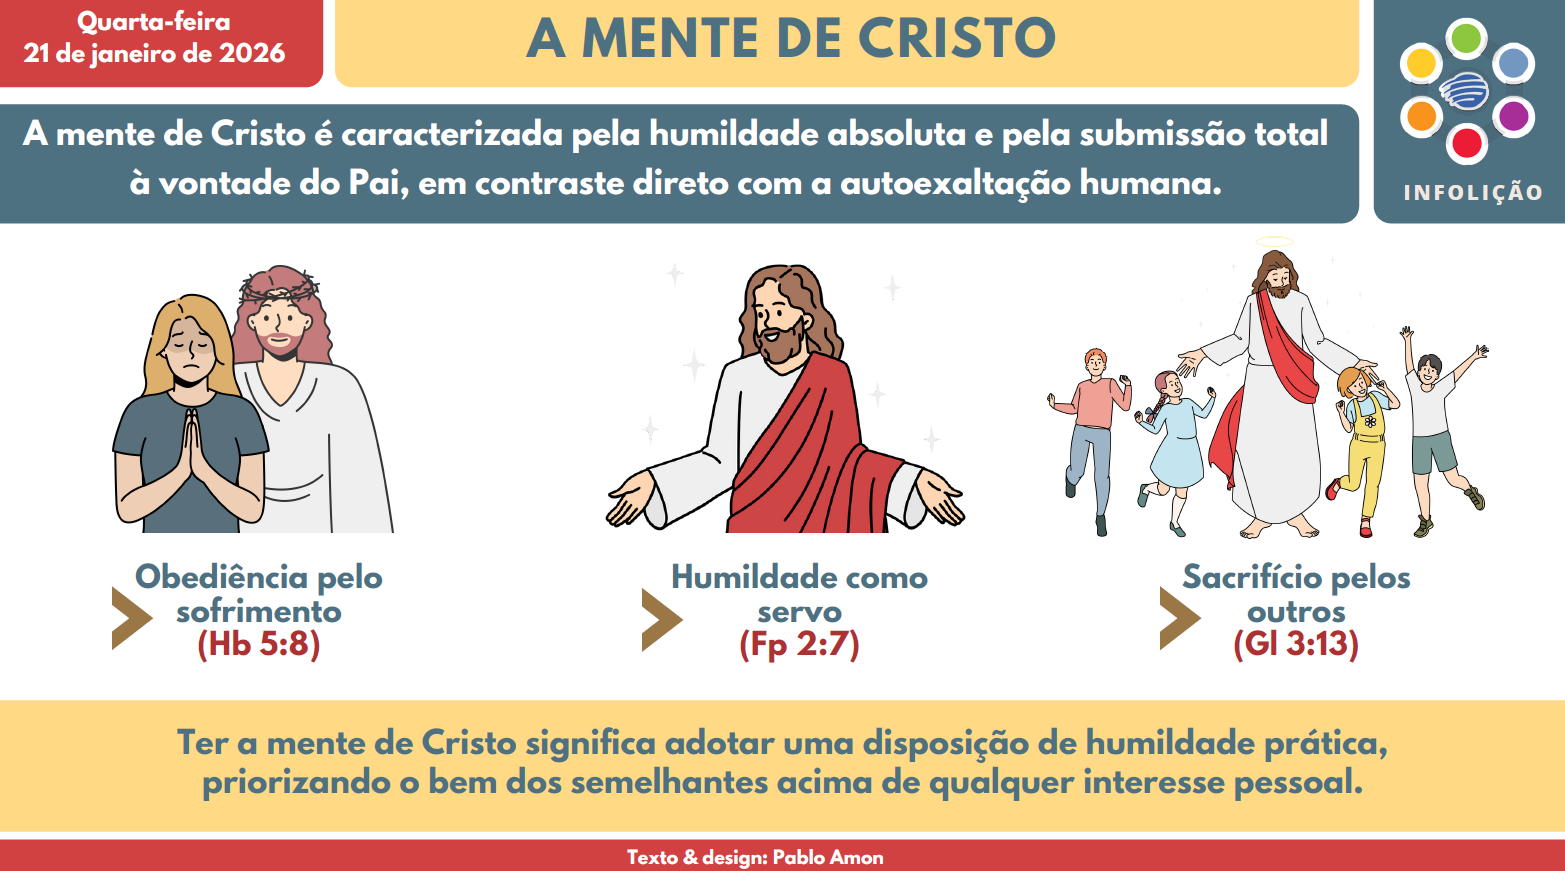 Quarta-feira
21 de janeiro de 2026
A MENTE DE CRISTO
INFOLIÇÃO
A mente de Cristo é caracterizada pela humildade absoluta e pela submissão total
à vontade do Pai, em contraste direto com a autoexaltação humana.
Obediência pelo
sofrimento
(Hb 5:8)
Humildade como
servo
(Fp 2:7)
Sacrifício pelos
outros
(Gl 3:13)
Ter a mente de Cristo significa adotar uma disposição de humildade prática,
priorizando o bem dos semelhantes acima de qualquer interesse pessoal.
Texto & design: Pablo Amon